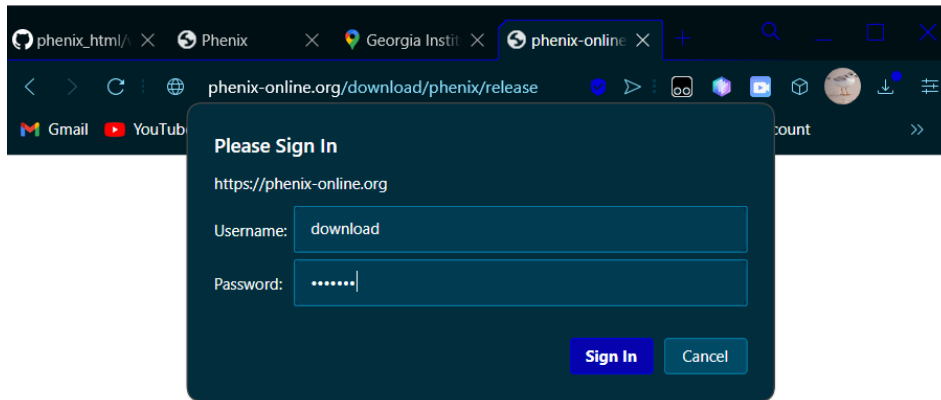 phenix_html/ Phenix Georgia Instit phenix-online
phenix-online.org/download/phenix/release
Gmail YouTub count
Please Sign In
https://phenix-online.org
Username: download
Password: •••••••
Sign In Cancel